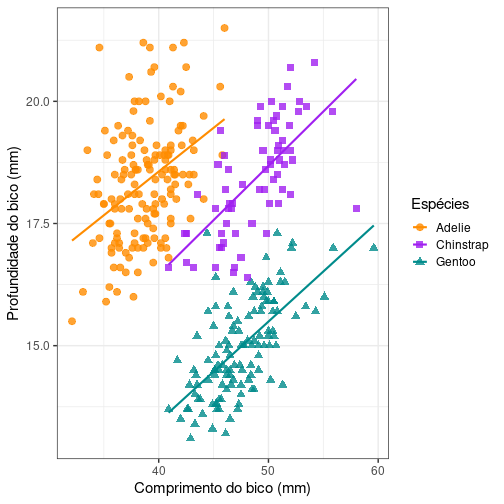 20.0
17.5
15.0
40
50
60
Profundidade do bico (mm)
Comprimento do bico (mm)
Espécies
Adelie
Chinstrap
Gentoo